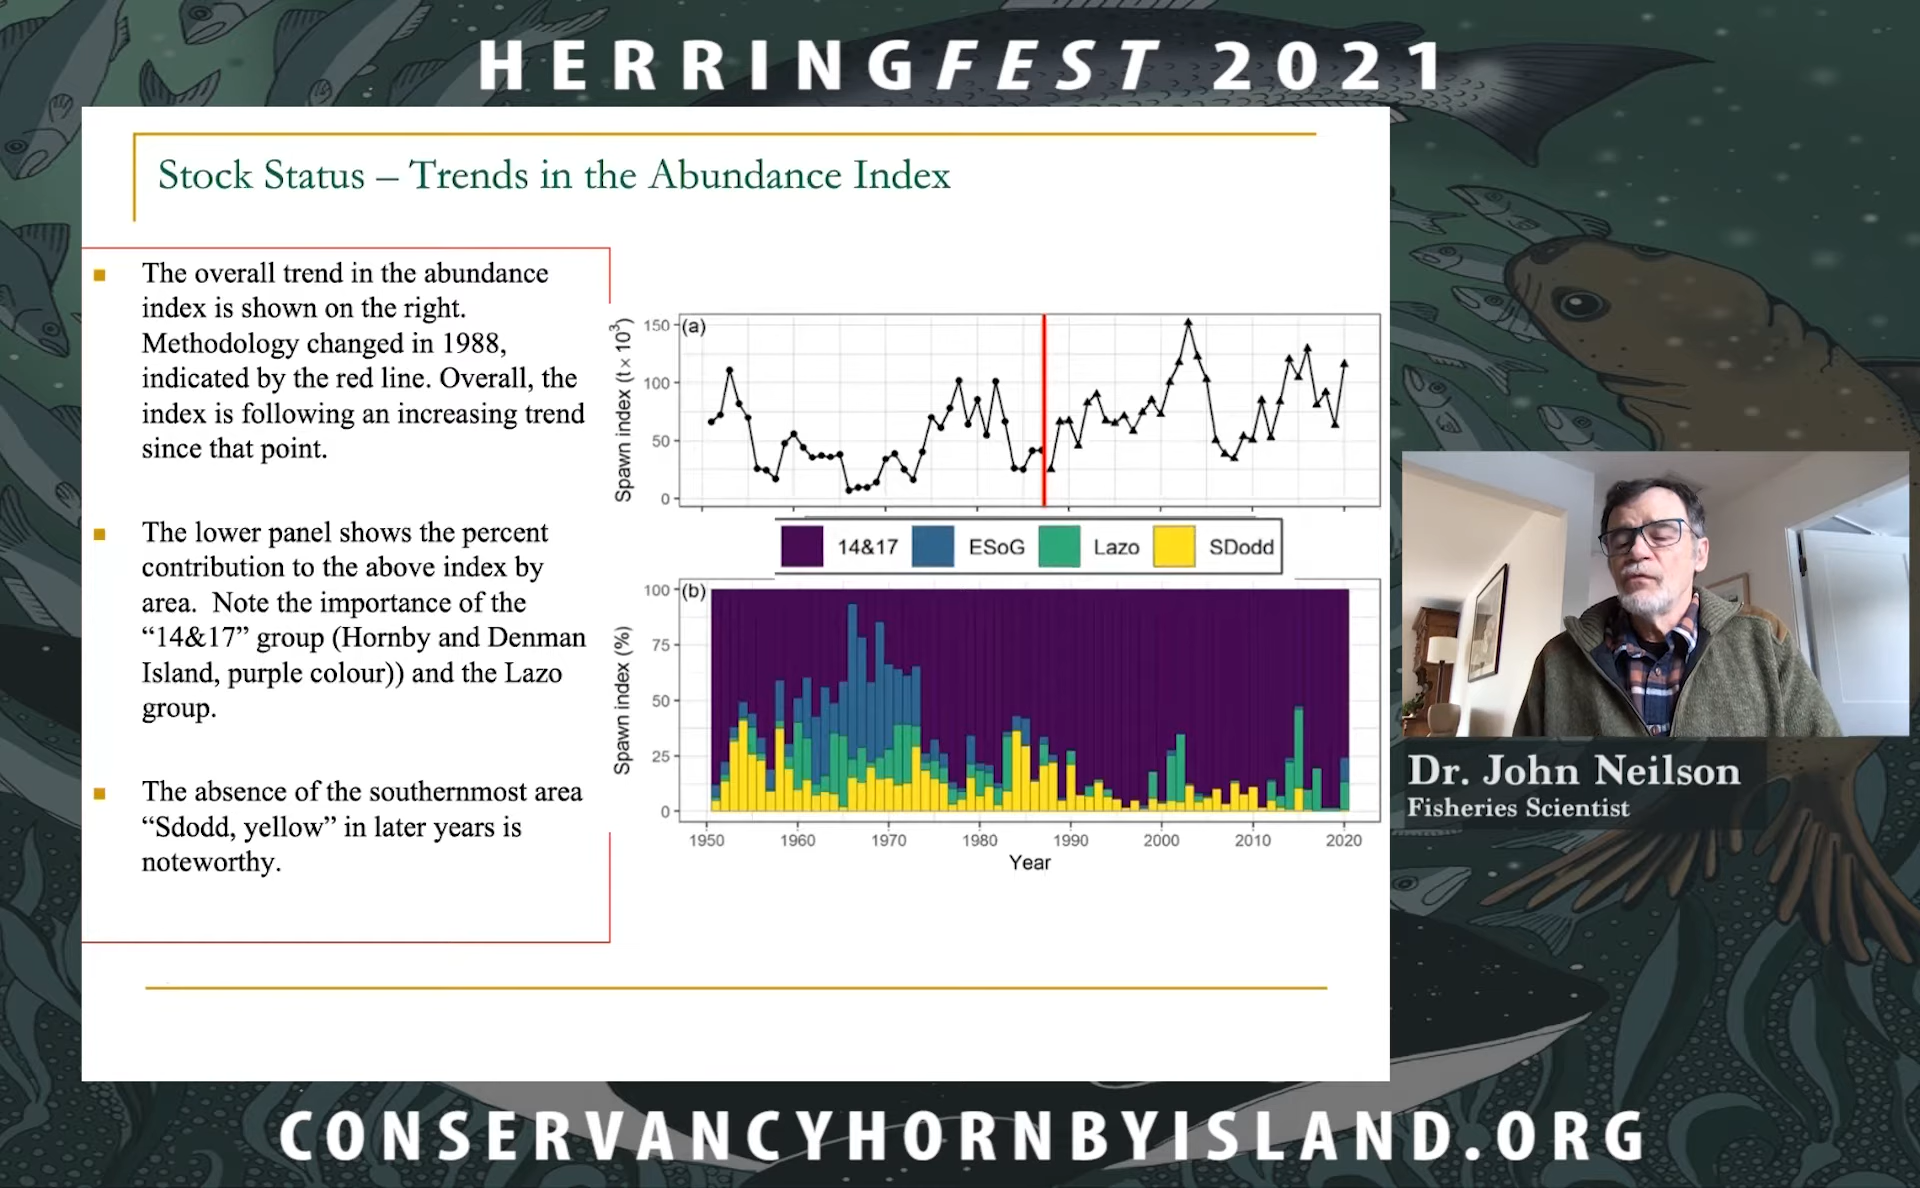 HERRINGFEST 2021
Stock Status – Trends in the Abundance Index
The overall trend in the abundance
index is shown on the right.
Methodology changed in 1988,
indicated by the red line. Overall, the
index is following an increasing trend
since that point.
The lower panel shows the percent
contribution to the above index by
area. Note the importance of the
“14&17” group (Hornby and Denman
Island, purple colour)) and the Lazo
group.
The absence of the southernmost area
“Sdodd, yellow” in later years is
noteworthy.
Spawn index (t × 10³)
(a)
150
100
50
0
14&17 ESoG Lazo SDodd
Spawn index (%)
(b)
100
75
50
25
0
1950 1960 1970 1980 1990 2000 2010 2020
Year
Dr. John Neilson
Fisheries Scientist
CONSERVANCYHORNBYISLAND.ORG